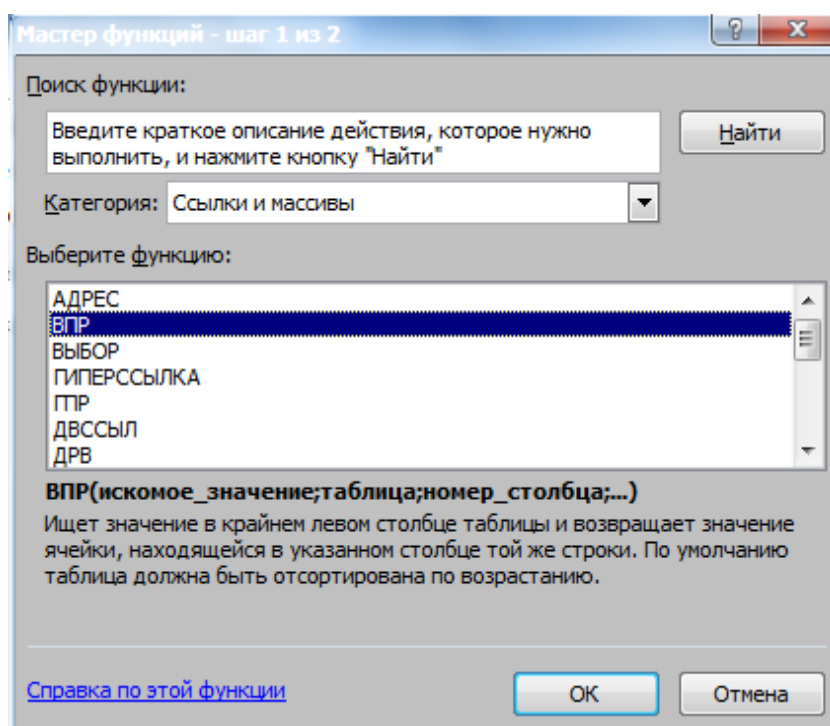 Мастер функций - шаг 1 из 2
Поиск функции:
Введите краткое описание действия, которое нужно
выполнить, и нажмите кнопку "Найти"
Найти
Категория: Ссылки и массивы
Выберите функцию:
АДРЕС
ВПР
ВЫБОР
ГИПЕРССЫЛКА
ГПР
ДВССЫЛ
ДРВ
ВПР(искомое_значение;таблица;номер_столбца;...)
Ищет значение в крайнем левом столбце таблицы и возвращает значение
ячейки, находящейся в указанном столбце той же строки. По умолчанию
таблица должна быть отсортирована по возрастанию.
Справка по этой функции
ОК
Отмена